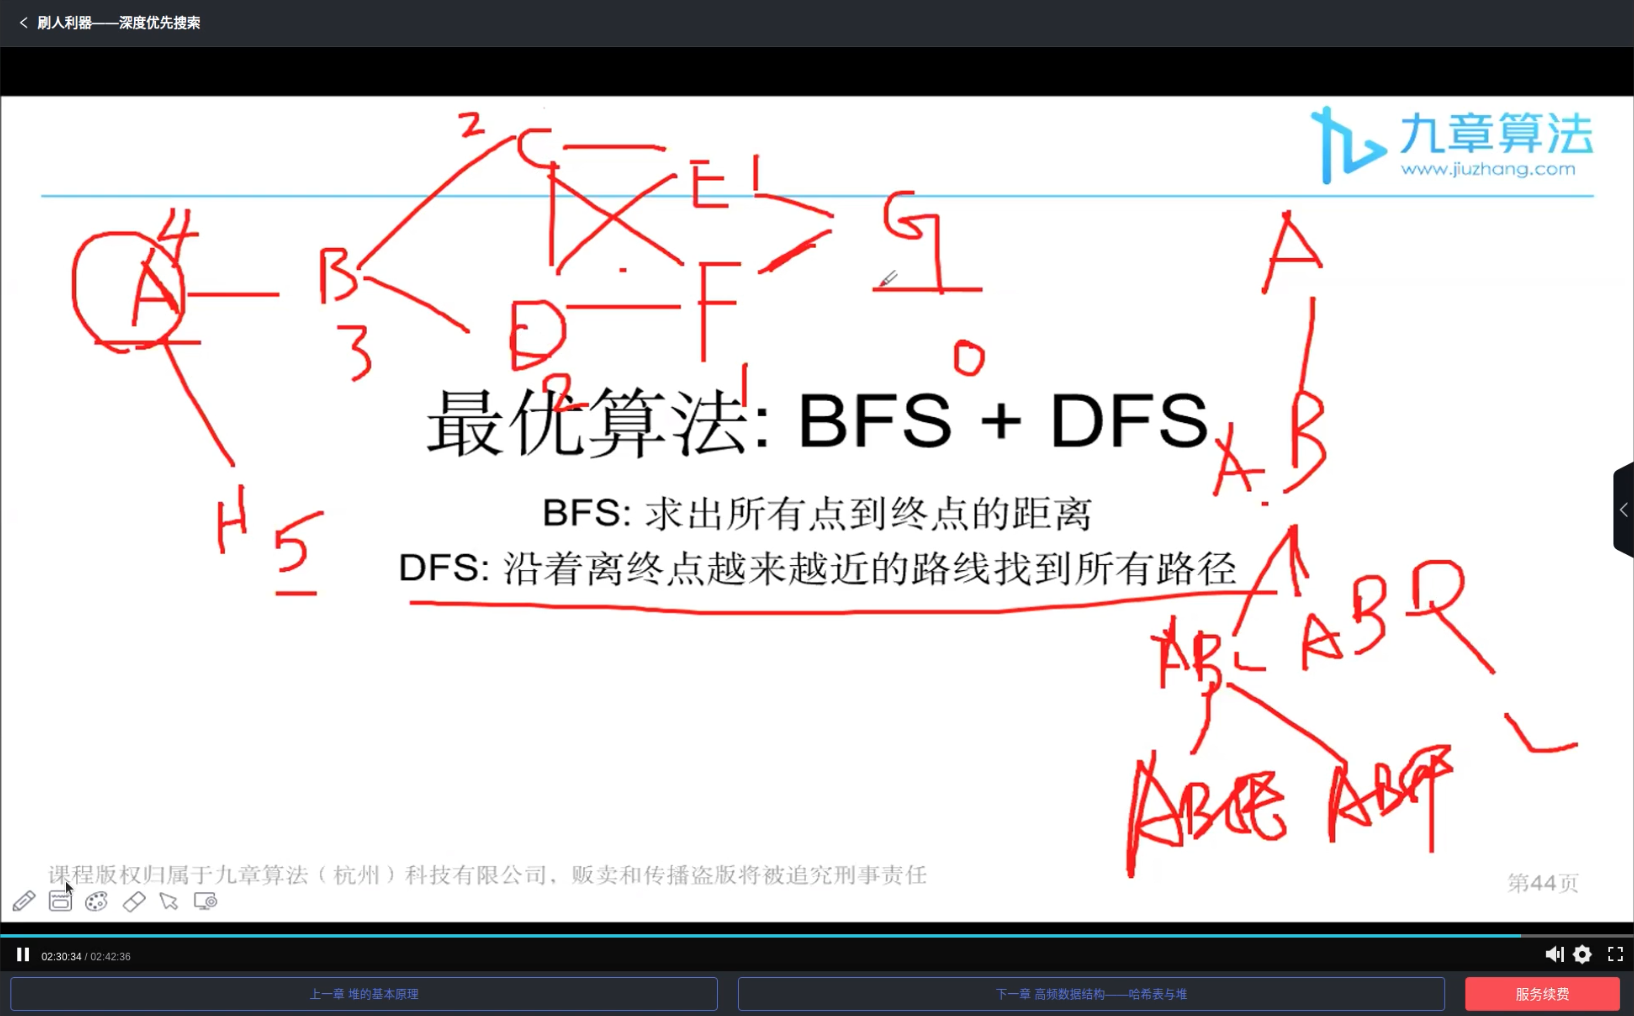 刷人利器——深度优先搜索
九章算法
www.jiuzhang.com
2 C E 1 G A
4
A B
3 D F
2 1 0
最优算法: BFS + DFS
B
A
BFS: 求出所有点到终点的距离
H 5
DFS: 沿着离终点越来越近的路线找到所有路径
ABC ABD
课程版权归属于九章算法（杭州）科技有限公司，贩卖和传播盗版将被追究刑事责任
第44页
02:30:34 / 02:42:36
上一章 堆的基本原理
下一章 高频数据结构——哈希表与堆
服务续费